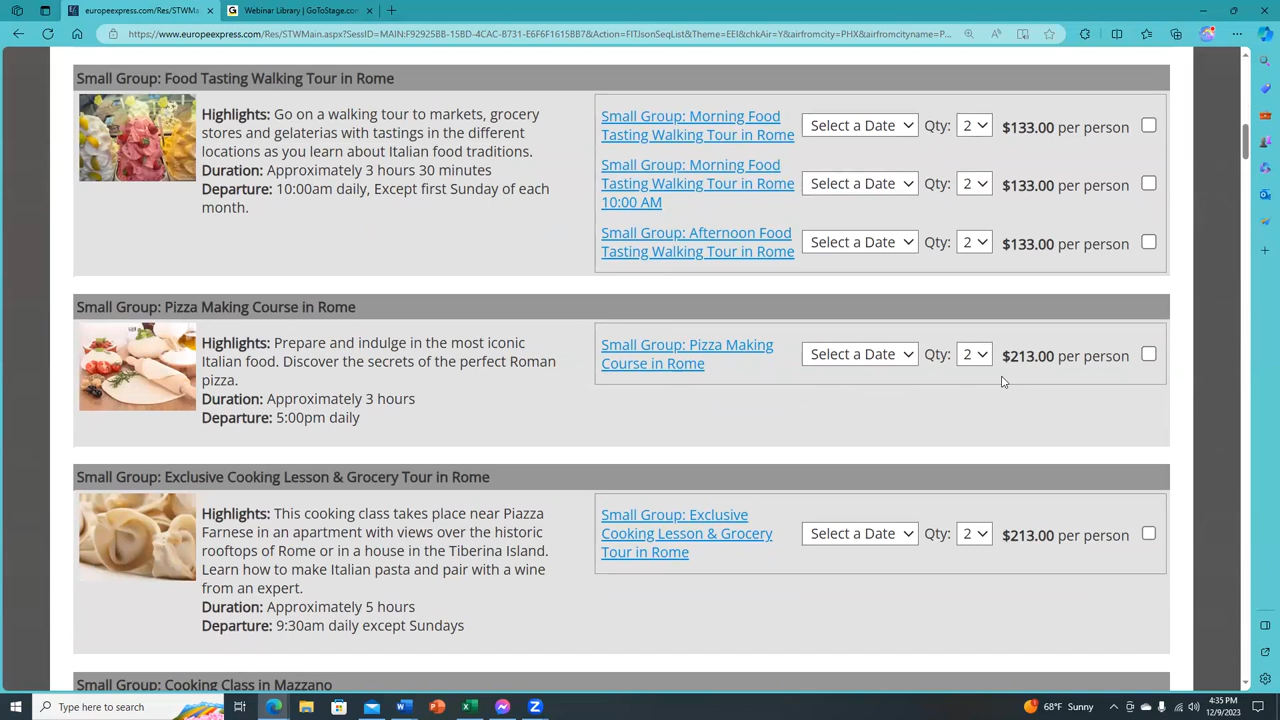 europeexpress.com/Res/STWMa
Webinar Library | GoToStage.com
https://www.europeexpress.com/Res/STWMain.aspx?SessID=MAIN:F92925BB-15BD-4CAC-B731-E6F6F1615BB7&Action=FITJsonSeqList&Theme=EEI&chkAir=Y&airfromcity=PHX&airfromcityname=P...
Small Group: Food Tasting Walking Tour in Rome
Highlights: Go on a walking tour to markets, grocery
stores and gelaterias with tastings in the different
locations as you learn about Italian food traditions.
Duration: Approximately 3 hours 30 minutes
Departure: 10:00am daily, Except first Sunday of each
month.
Small Group: Morning Food
Tasting Walking Tour in Rome
Select a Date Qty: 2 $133.00 per person
Small Group: Morning Food
Tasting Walking Tour in Rome
10:00 AM
Select a Date Qty: 2 $133.00 per person
Small Group: Afternoon Food
Tasting Walking Tour in Rome
Select a Date Qty: 2 $133.00 per person
Small Group: Pizza Making Course in Rome
Highlights: Prepare and indulge in the most iconic
Italian food. Discover the secrets of the perfect Roman
pizza.
Duration: Approximately 3 hours
Departure: 5:00pm daily
Small Group: Pizza Making
Course in Rome
Select a Date Qty: 2 $213.00 per person
Small Group: Exclusive Cooking Lesson & Grocery Tour in Rome
Highlights: This cooking class takes place near Piazza
Farnese in an apartment with views over the historic
rooftops of Rome or in a house in the Tiberina Island.
Learn how to make Italian pasta and pair with a wine
from an expert.
Duration: Approximately 5 hours
Departure: 9:30am daily except Sundays
Small Group: Exclusive
Cooking Lesson & Grocery
Tour in Rome
Select a Date Qty: 2 $213.00 per person
Small Group: Cooking Class in Mazzano
Type here to search
68°F Sunny
4:35 PM
12/9/2023